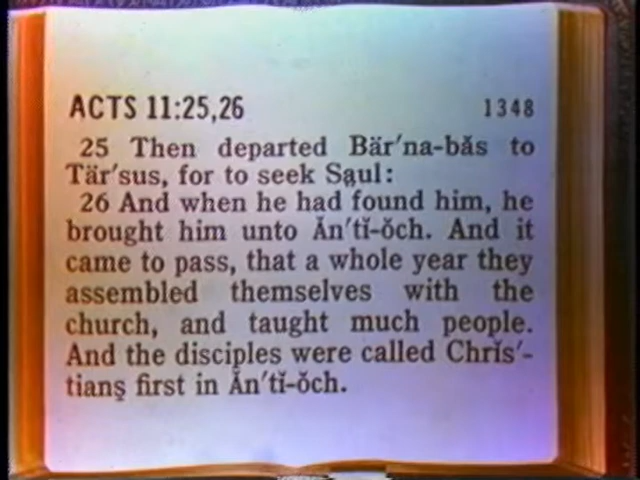 ACTS 11:25,26 1348
25 Then departed Bär′na-băs to
Tär′sus, for to seek Sa̤ul:
26 And when he had found him, he
brought him unto Ăn′tĭ-ŏch. And it
came to pass, that a whole year they
assembled themselves with the
church, and taught much people.
And the disciples were called Chrĭs′-
tianş first in Ăn′tĭ-ŏch.